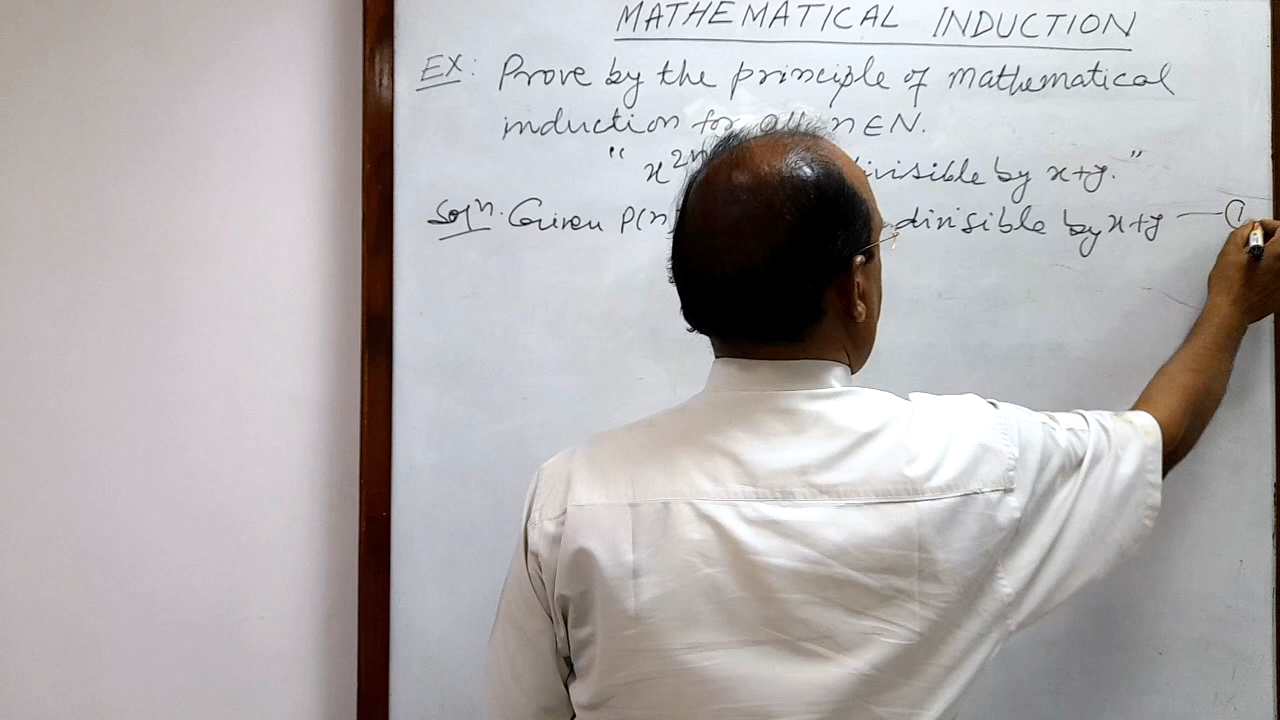 MATHEMATICAL INDUCTION
EX: Prove by the principle of mathematical
induction for all n∈N.
" x²ⁿ divisible by x+y."
Solⁿ. Given P(n) divisible by x+y — (1